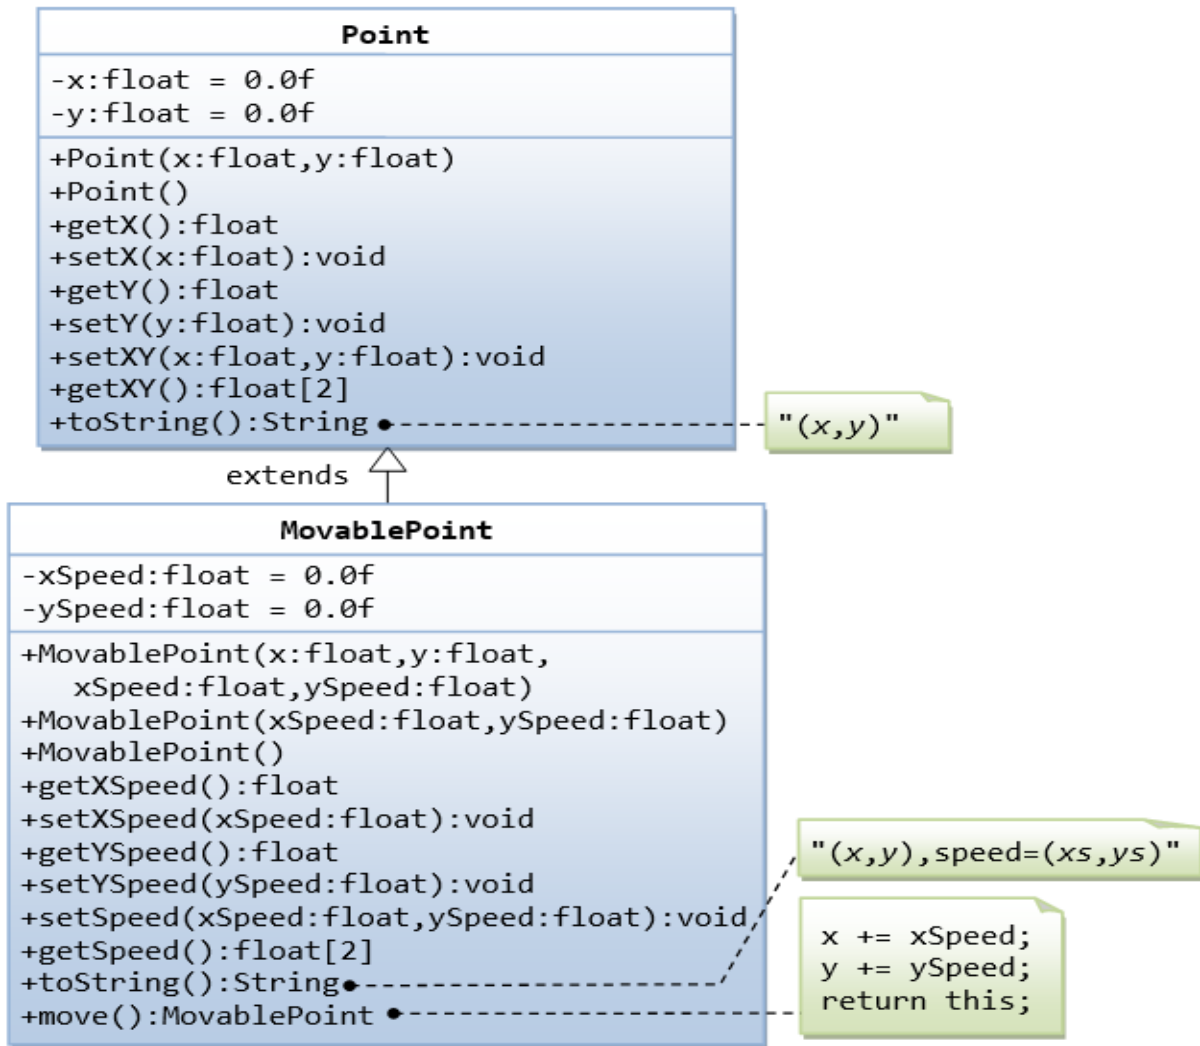 Point
-x:float = 0.0f
-y:float = 0.0f
+Point(x:float,y:float)
+Point()
+getX():float
+setX(x:float):void
+getY():float
+setY(y:float):void
+setXY(x:float,y:float):void
+getXY():float[2]
+toString():String
"(x,y)"
extends
MovablePoint
-xSpeed:float = 0.0f
-ySpeed:float = 0.0f
+MovablePoint(x:float,y:float,
xSpeed:float,ySpeed:float)
+MovablePoint(xSpeed:float,ySpeed:float)
+MovablePoint()
+getXSpeed():float
+setXSpeed(xSpeed:float):void
+getYSpeed():float
+setYSpeed(ySpeed:float):void
+setSpeed(xSpeed:float,ySpeed:float):void
+getSpeed():float[2]
+toString():String
+move():MovablePoint
"(x,y),speed=(xs,ys)"
x += xSpeed;
y += ySpeed;
return this;